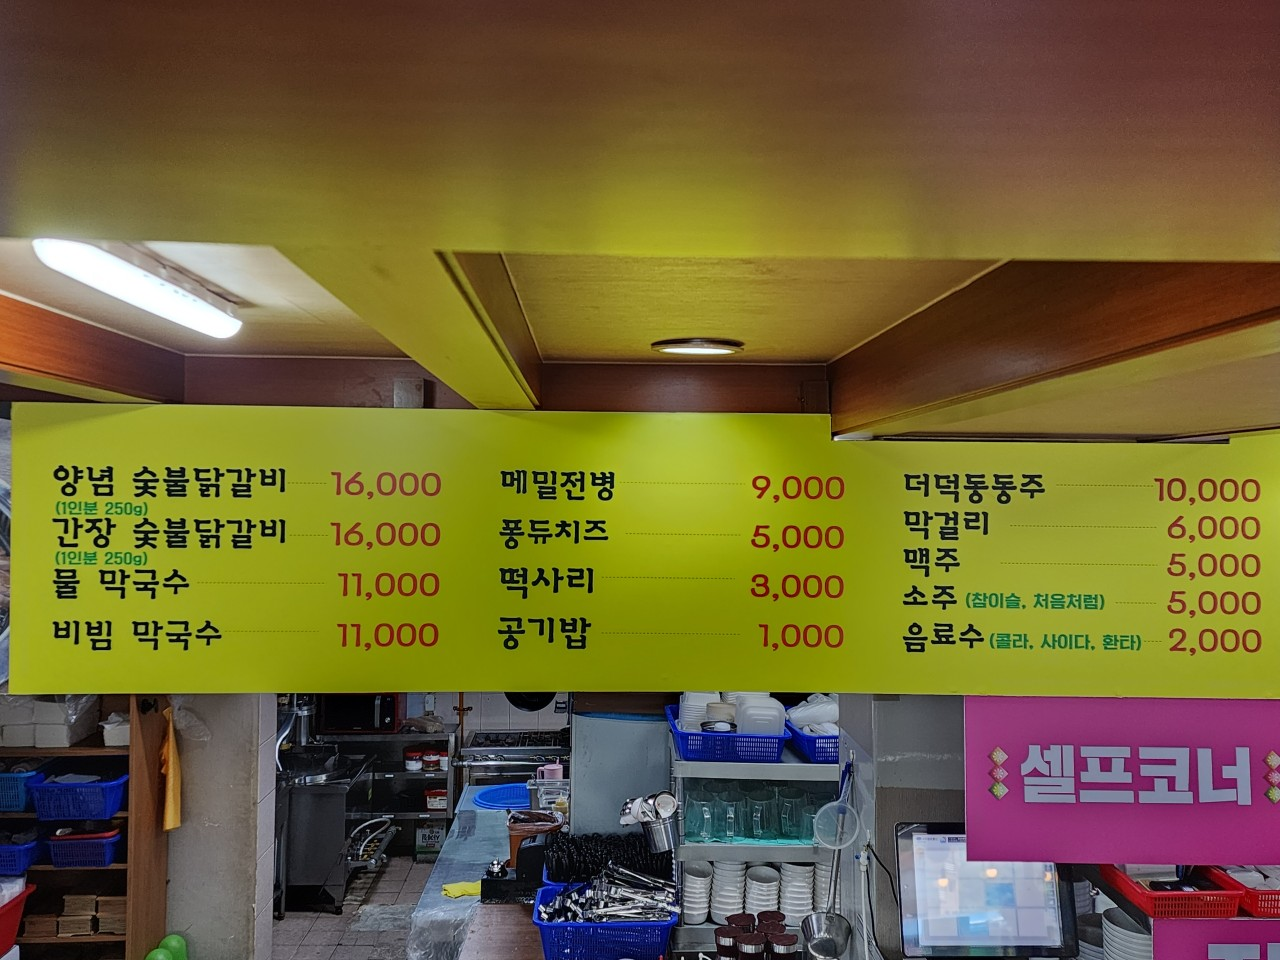 양념 숯불닭갈비 16,000
(1인분 250g)
간장 숯불닭갈비 16,000
(1인분 250g)
물 막국수 11,000
비빔 막국수 11,000
메밀전병 9,000
퐁듀치즈 5,000
떡사리 3,000
공기밥 1,000
더덕동동주 10,000
막걸리 6,000
맥주 5,000
소주 (참이슬, 처음처럼) 5,000
음료수 (콜라, 사이다, 환타) 2,000
셀프코너